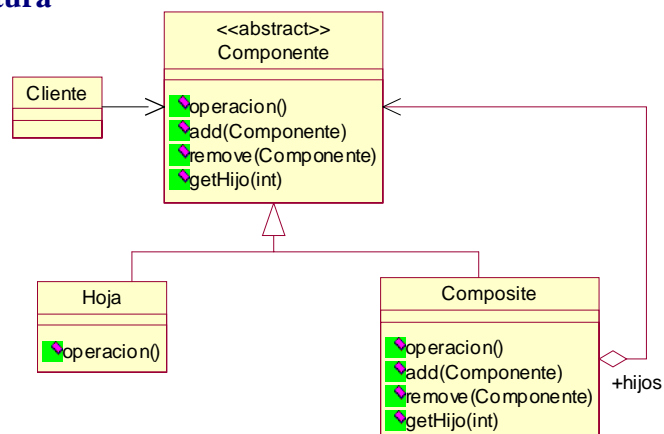 <<abstract>>
Componente
Cliente
operacion()
add(Componente)
remove(Componente)
getHijo(int)
Hoja
operacion()
Composite
operacion()
add(Componente)
remove(Componente)
getHijo(int)
+hijos